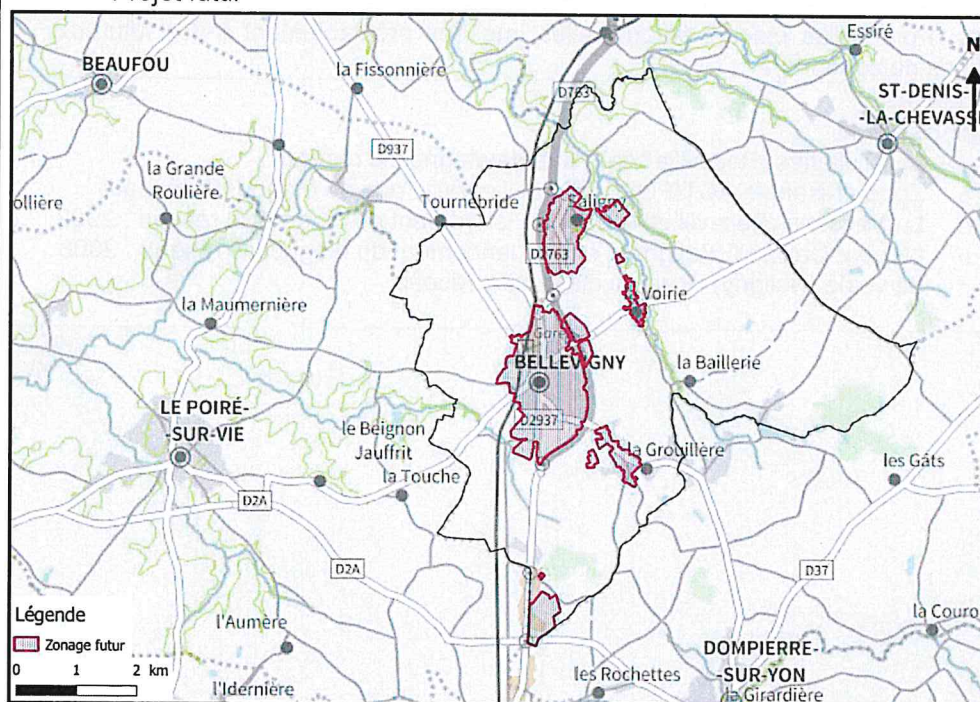 Projet futur
BEAUFOU
la Fissonnière
D763
Essiré
N
ST-DENIS-
-LA-CHEVASSE
D937
la Grande
Roulière
ollière
Tournebride
Saligny
D2763
Voirie
la Maumernière
Gare
BELLEVIGNY
la Baillerie
LE POIRÉ-
-SUR-VIE
D2937
le Beignon
Jauffrit
la Grouillère
la Touche
les Gâts
D2A
D2A
D37
Légende
Zonage futur
0 1 2 km
l'Aumère
l'Idernière
la Couro
DOMPIERRE-
-SUR-YON
les Rochettes
la Girardière